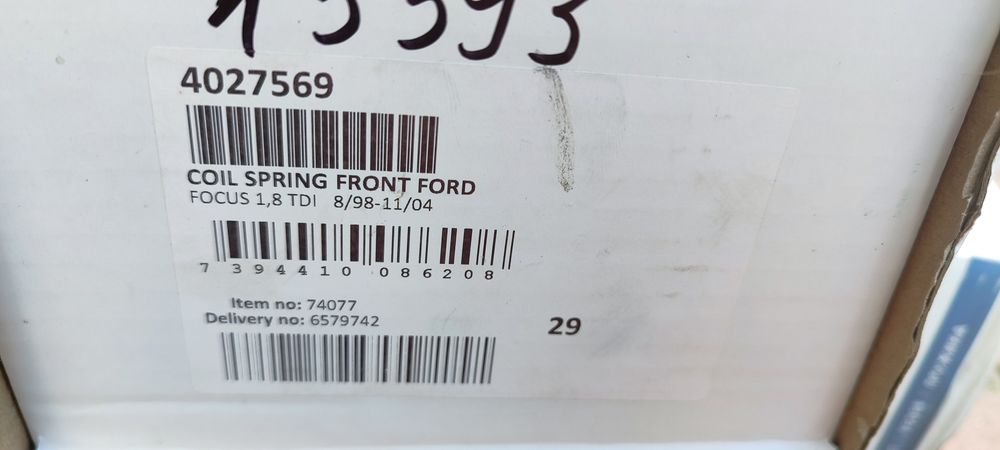 4027569
COIL SPRING FRONT FORD
FOCUS 1,8 TDI 8/98-11/04
7 394410 086208
Item no: 74077
Delivery no: 6579742
29